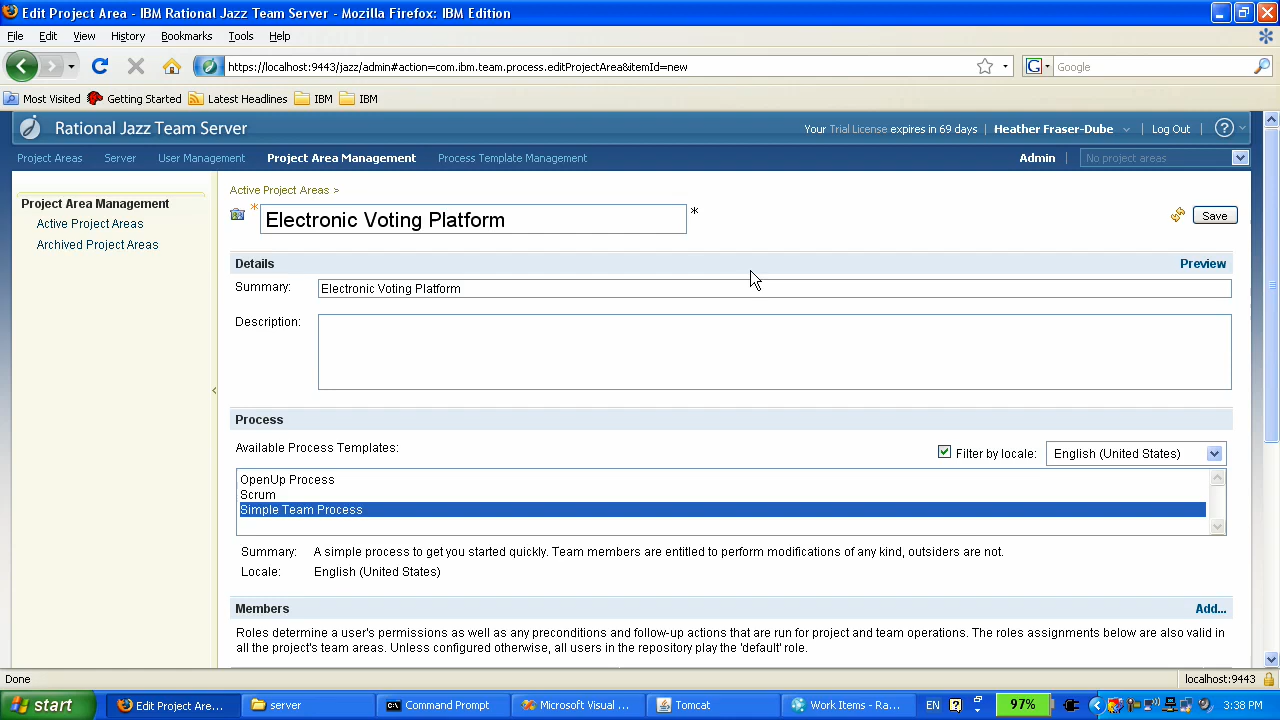 Edit Project Area - IBM Rational Jazz Team Server - Mozilla Firefox: IBM Edition
File Edit View History Bookmarks Tools Help
https://localhost:9443/jazz/admin#action=com.ibm.team.process.editProjectArea&itemId=new
G Google
Most Visited Getting Started Latest Headlines IBM IBM
Rational Jazz Team Server
Your Trial License expires in 69 days | Heather Fraser-Dube | Log Out | ?
Project Areas Server User Management Project Area Management Process Template Management Admin | No project areas
Project Area Management
Active Project Areas
Archived Project Areas
Active Project Areas >
* Electronic Voting Platform *
Save
Details Preview
Summary: Electronic Voting Platform
Description:
Process
Available Process Templates:
Filter by locale: English (United States)
OpenUp Process
Scrum
Simple Team Process
Summary: A simple process to get you started quickly. Team members are entitled to perform modifications of any kind, outsiders are not.
Locale: English (United States)
Members Add...
Roles determine a user's permissions as well as any preconditions and follow-up actions that are run for project and team operations. The roles assignments below are also valid in
all the project's team areas. Unless configured otherwise, all users in the repository play the 'default' role.
Done localhost:9443
start Edit Project Are... server Command Prompt Microsoft Visual ... Tomcat Work Items - Ra... EN ? 97% 3:38 PM